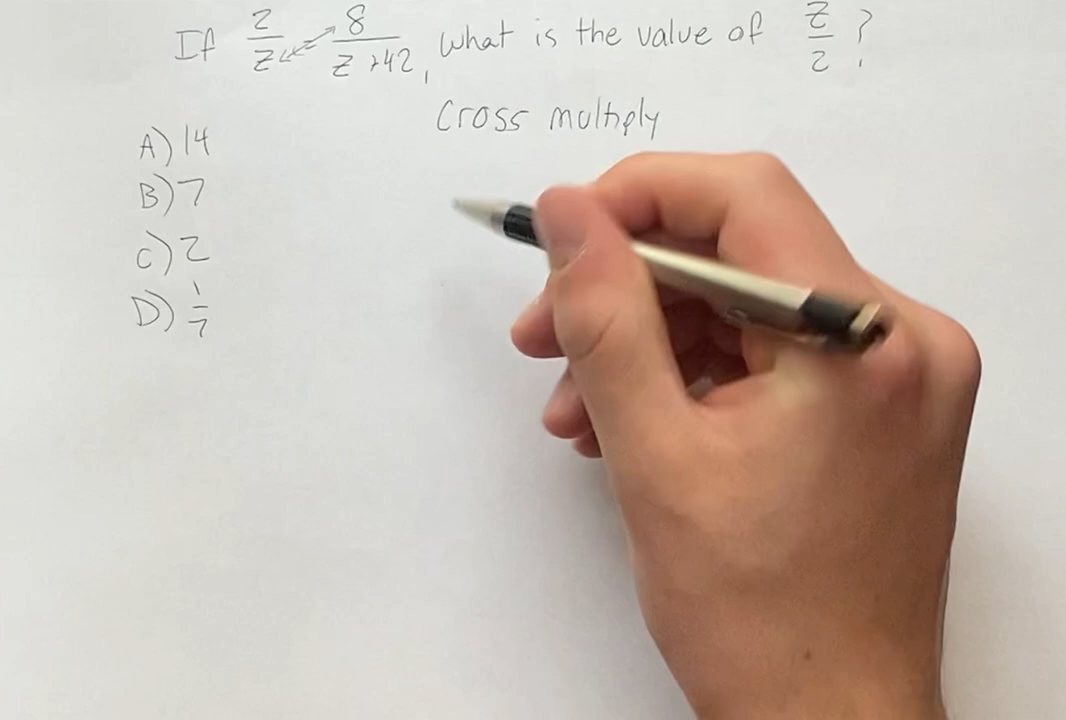 If 2/z = 8/z+42, what is the value of z/2?
Cross multiply
A) 14
B) 7
C) 2
D) 1/7